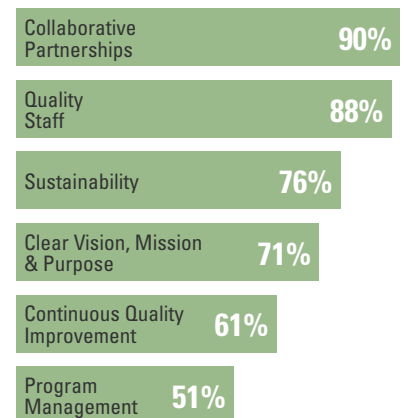 Collaborative
Partnerships
90%
Quality
Staff
88%
Sustainability
76%
Clear Vision, Mission
& Purpose
71%
Continuous Quality
Improvement
61%
Program
Management
51%